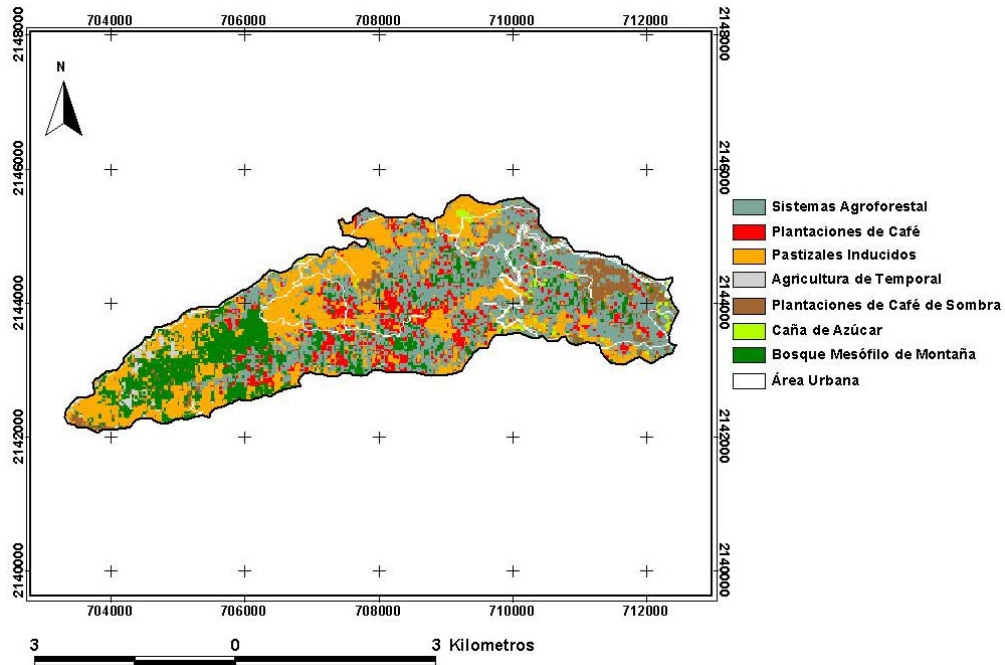 704000 706000 708000 710000 712000
2148000 2148000
N
2146000 2146000
Sistemas Agroforestal
Plantaciones de Café
Pastizales Inducidos
Agricultura de Temporal
Plantaciones de Café de Sombra
Caña de Azúcar
Bosque Mesófilo de Montaña
Área Urbana
2144000 2144000
2142000 2142000
2140000 2140000
704000 706000 708000 710000 712000
3 0 3 Kilometros